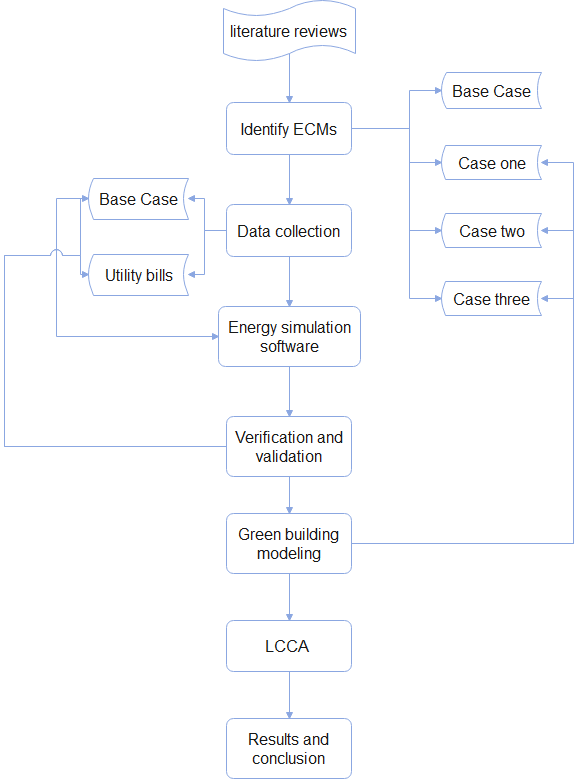 literature reviews
Identify ECMs
Base Case
Case one
Case two
Case three
Data collection
Base Case
Utility bills
Energy simulation
software
Verification and
validation
Green building
modeling
LCCA
Results and
conclusion